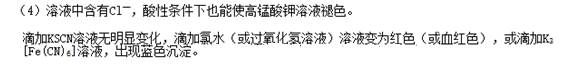 (4)溶液中含有Cl—，酸性条件下也能使高锰酸钾溶液褪色。
滴加KSCN溶液无明显变化，滴加氯水（或过氧化氢溶液）溶液变为红色（或血红色），或滴加K3
[Fe(CN)6]溶液，出现蓝色沉淀。